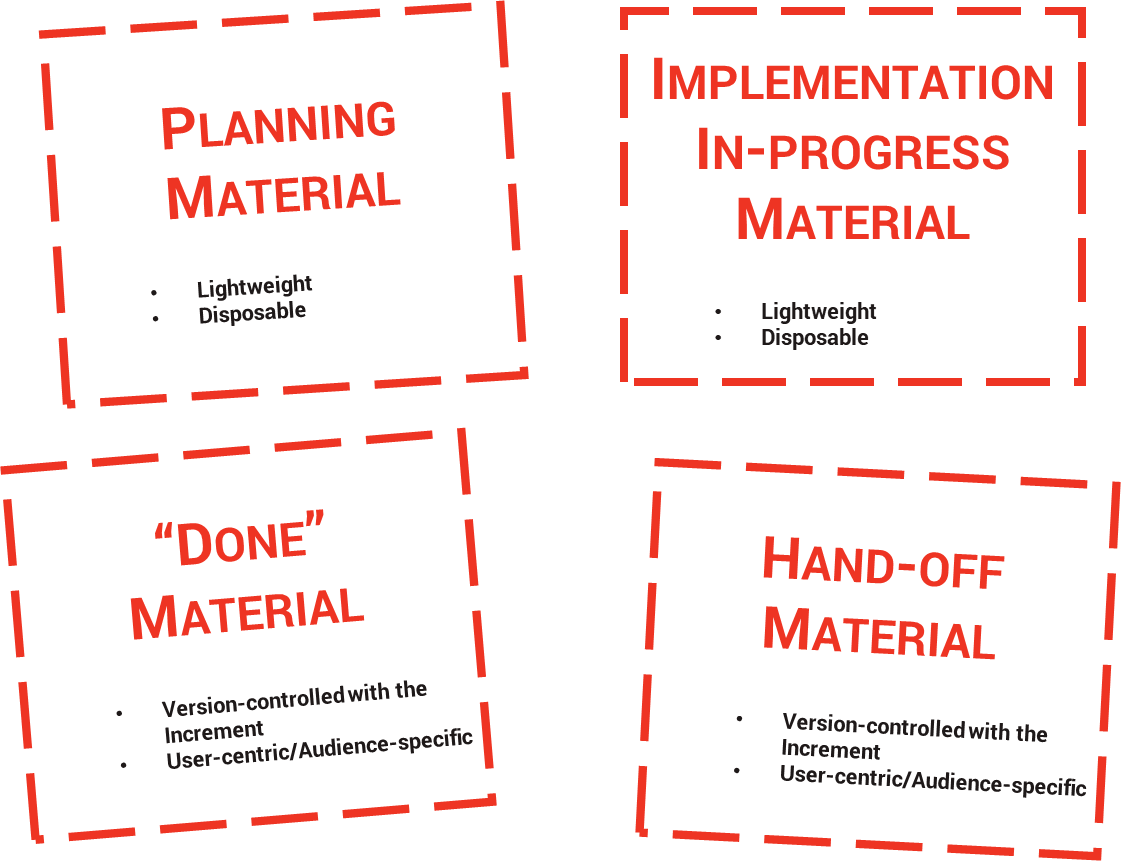 PLANNING
MATERIAL
• Lightweight
• Disposable
IMPLEMENTATION
IN-PROGRESS
MATERIAL
• Lightweight
• Disposable
“DONE”
MATERIAL
• Version-controlled with the
Increment
• User-centric/Audience-specific
HAND-OFF
MATERIAL
• Version-controlled with the
Increment
• User-centric/Audience-specific